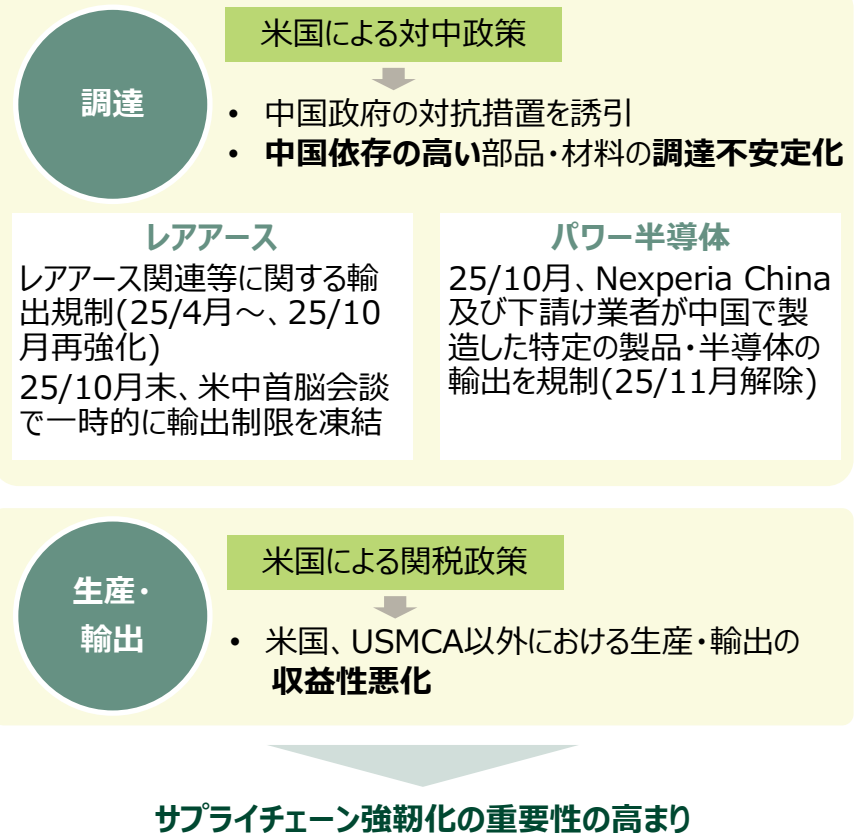 米国による対中政策
調達
• 中国政府の対抗措置を誘引
• 中国依存の高い部品・材料の調達不安定化
レアアース
レアアース関連等に関する輸
出規制(25/4月～、25/10
月再強化)
25/10月末、米中首脳会談
で一時的に輸出制限を凍結
パワー半導体
25/10月、Nexperia China
及び下請け業者が中国で製
造した特定の製品・半導体の
輸出を規制(25/11月解除)
米国による関税政策
生産・
輸出
• 米国、USMCA以外における生産・輸出の
収益性悪化
サプライチェーン強靭化の重要性の高まり